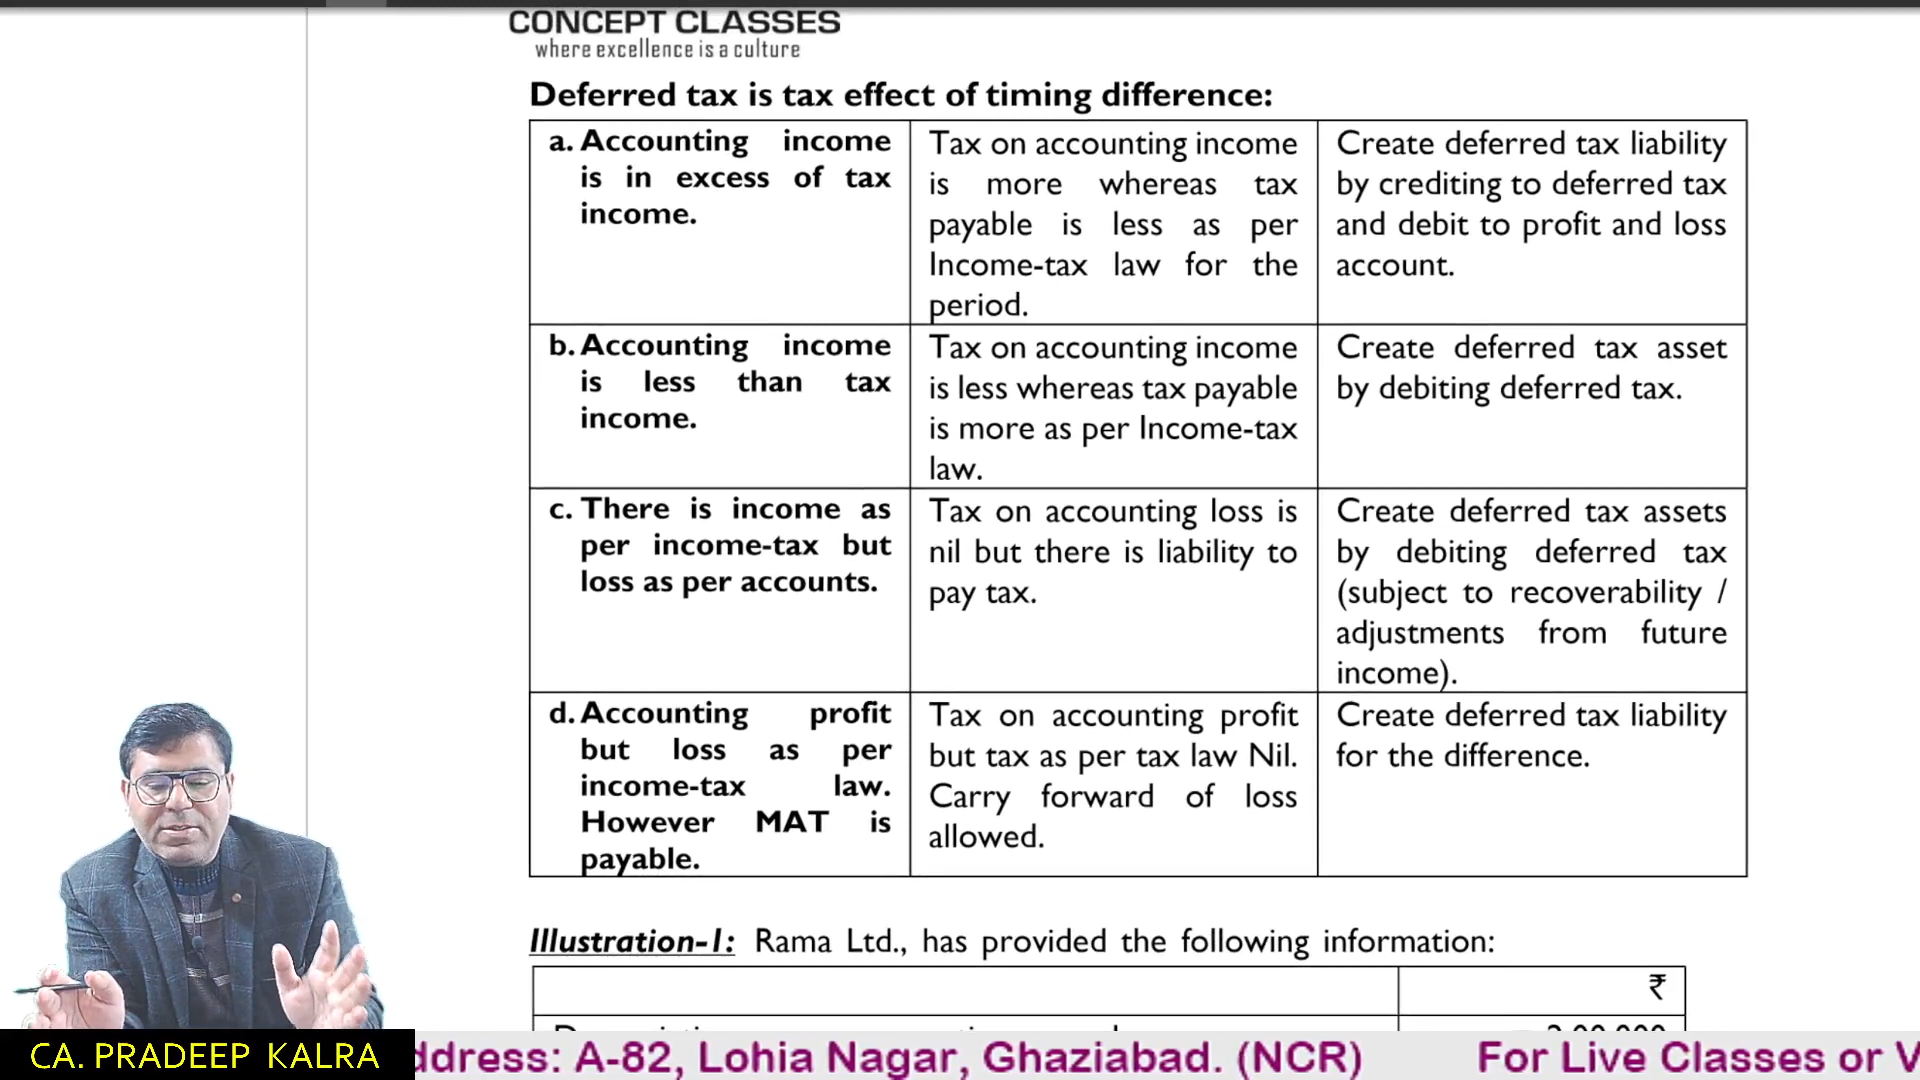 CONCEPT CLASSES
where excellence is a culture
Deferred tax is tax effect of timing difference:
a. Accounting income
is in excess of tax
income.
Tax on accounting income
is more whereas tax
payable is less as per
Income-tax law for the
period.
Create deferred tax liability
by crediting to deferred tax
and debit to profit and loss
account.
b. Accounting income
is less than tax
income.
Tax on accounting income
is less whereas tax payable
is more as per Income-tax
law.
Create deferred tax asset
by debiting deferred tax.
c. There is income as
per income-tax but
loss as per accounts.
Tax on accounting loss is
nil but there is liability to
pay tax.
Create deferred tax assets
by debiting deferred tax
(subject to recoverability /
adjustments from future
income).
d. Accounting profit
but loss as per
income-tax law.
However MAT is
payable.
Tax on accounting profit
but tax as per tax law Nil.
Carry forward of loss
allowed.
Create deferred tax liability
for the difference.
Illustration-1: Rama Ltd., has provided the following information:
₹
CA. PRADEEP KALRA
ddress: A-82, Lohia Nagar, Ghaziabad. (NCR) For Live Classes or V